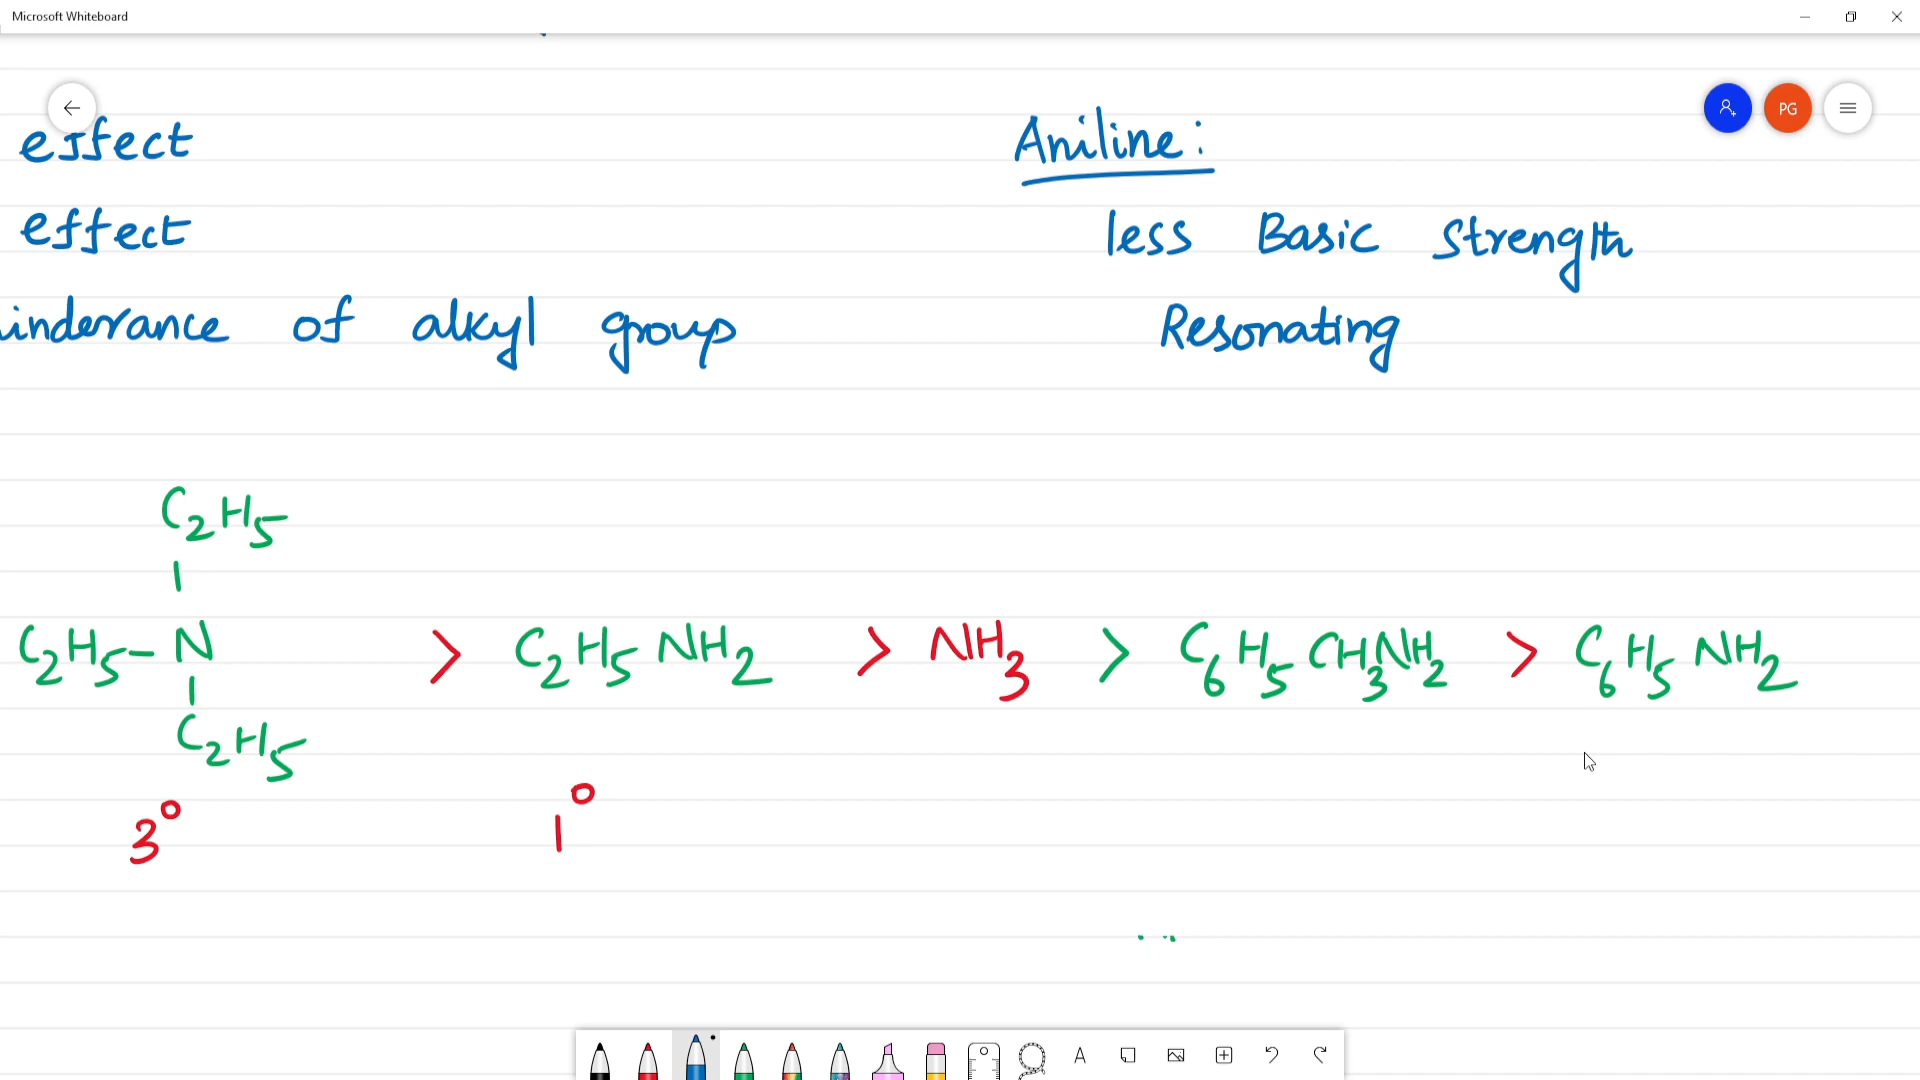 Microsoft Whiteboard
effect
Aniline:
PG
effect
less Basic Strength
inderance of alkyl group
Resonating
C2H5
C2H5-N > C2H5NH2 > NH3 > C6H5CH3NH2 > C6H5NH2
C2H5
3° 1°
A